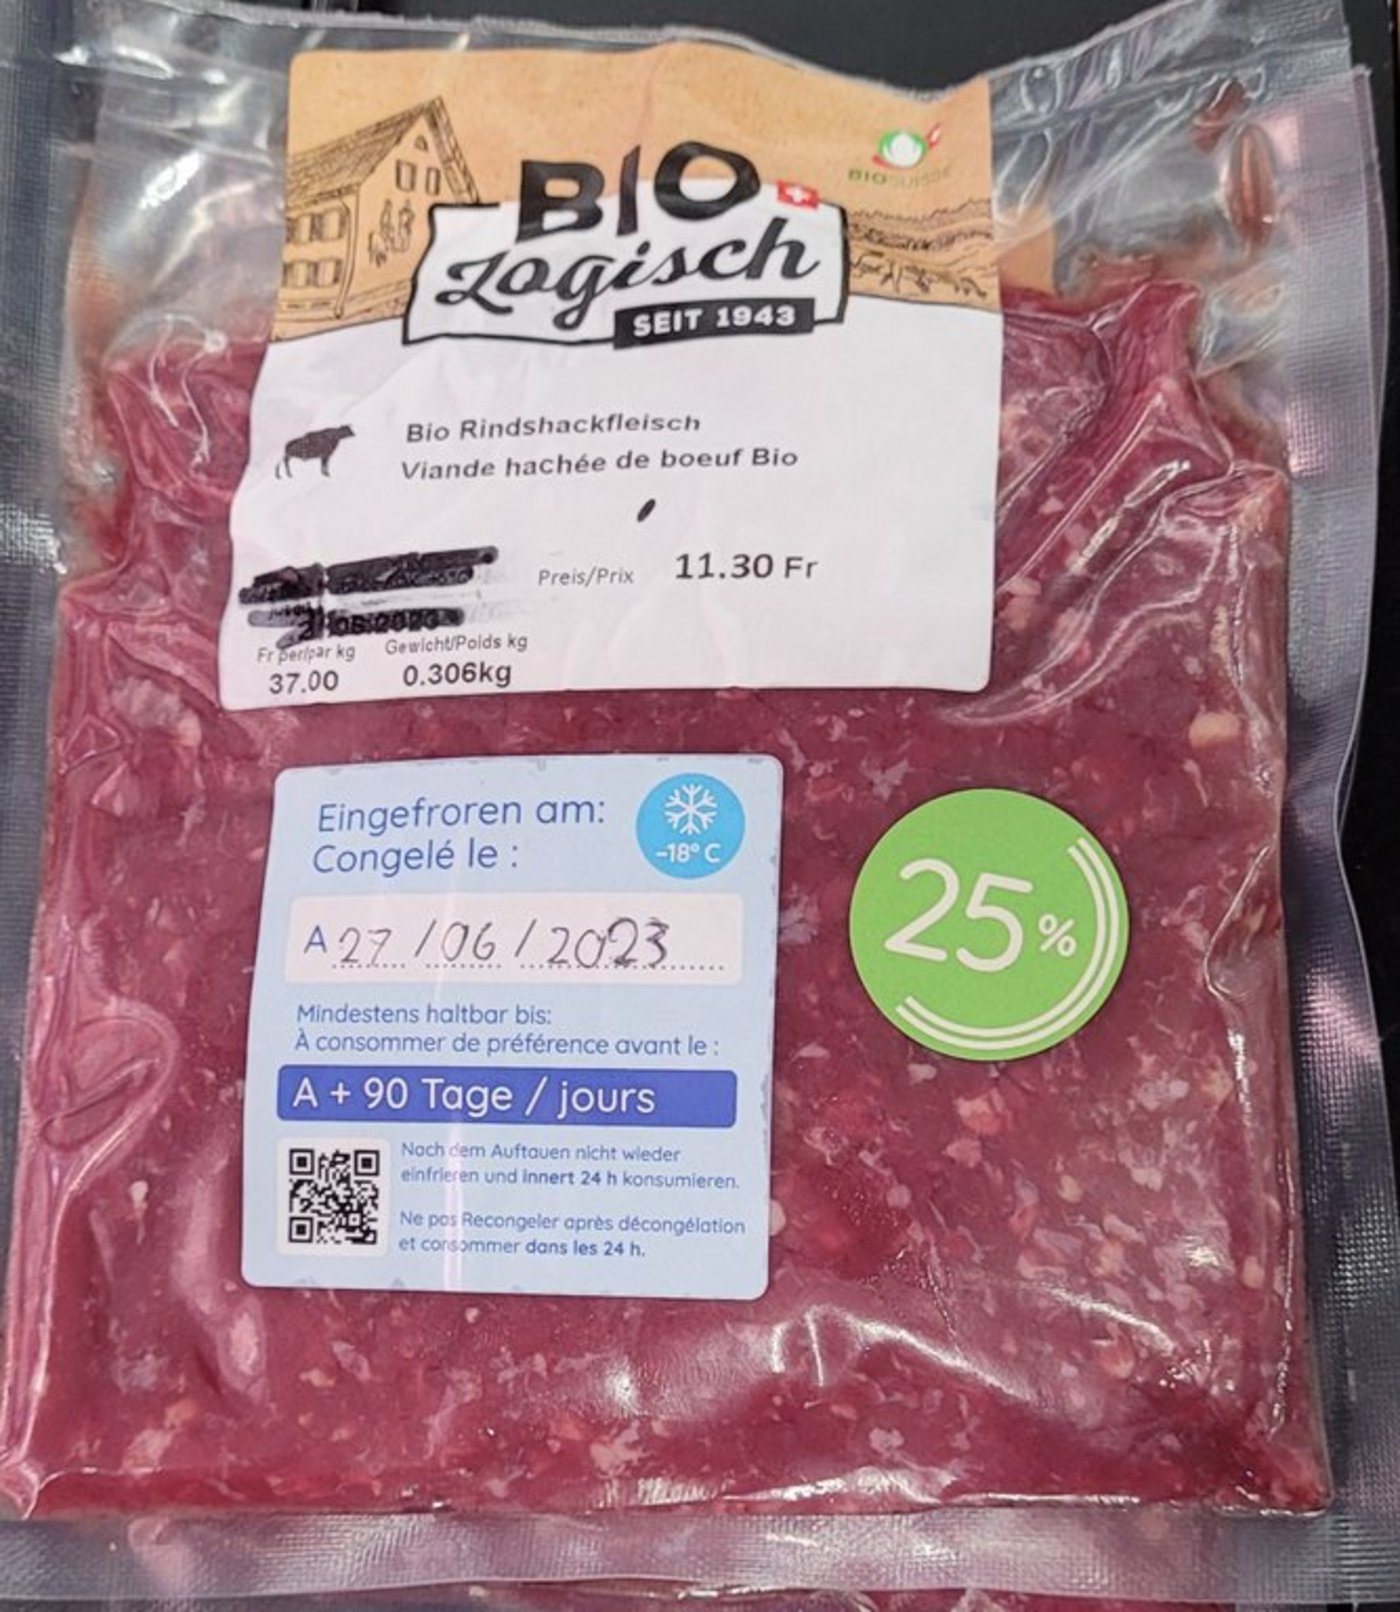 BIOSUISSE
BIO
Logisch
SEIT 1943
Bio Rindshackfleisch
Viande hachée de boeuf Bio
Preis/Prix 11.30 Fr
Fr per/par kg Gewicht/Poids kg
37.00 0.306kg
Eingefroren am:
Congelé le :
-18° C
A 27 / 06 / 2023
25%
Mindestens haltbar bis:
À consommer de préférence avant le :
A + 90 Tage / jours
Nach dem Auftauen nicht wieder
einfrieren und innert 24 h konsumieren.
Ne pas Recongeler après décongélation
et consommer dans les 24 h.